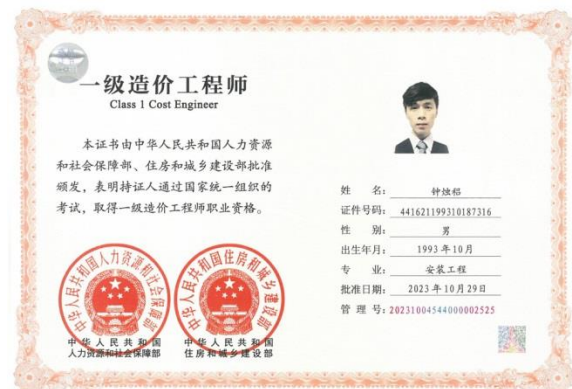 一级造价工程师
Class 1 Cost Engineer
本证书由中华人民共和国人力资源
和社会保障部、住房和城乡建设部批准
颁发，表明持证人通过国家统一组织的
考试，取得一级造价工程师职业资格。
中华人民共和国人力资源和社会保障部
中华人民共和国住房和城乡建设部
中华人民共和国
人力资源和社会保障部
中华人民共和国
住房和城乡建设部
姓 名： 钟烛稻
证件号码： 441621199310187316
性 别： 男
出生年月： 1993年10月
专 业： 安装工程
批准日期： 2023年10月29日
管 理 号： 20231004544000002525